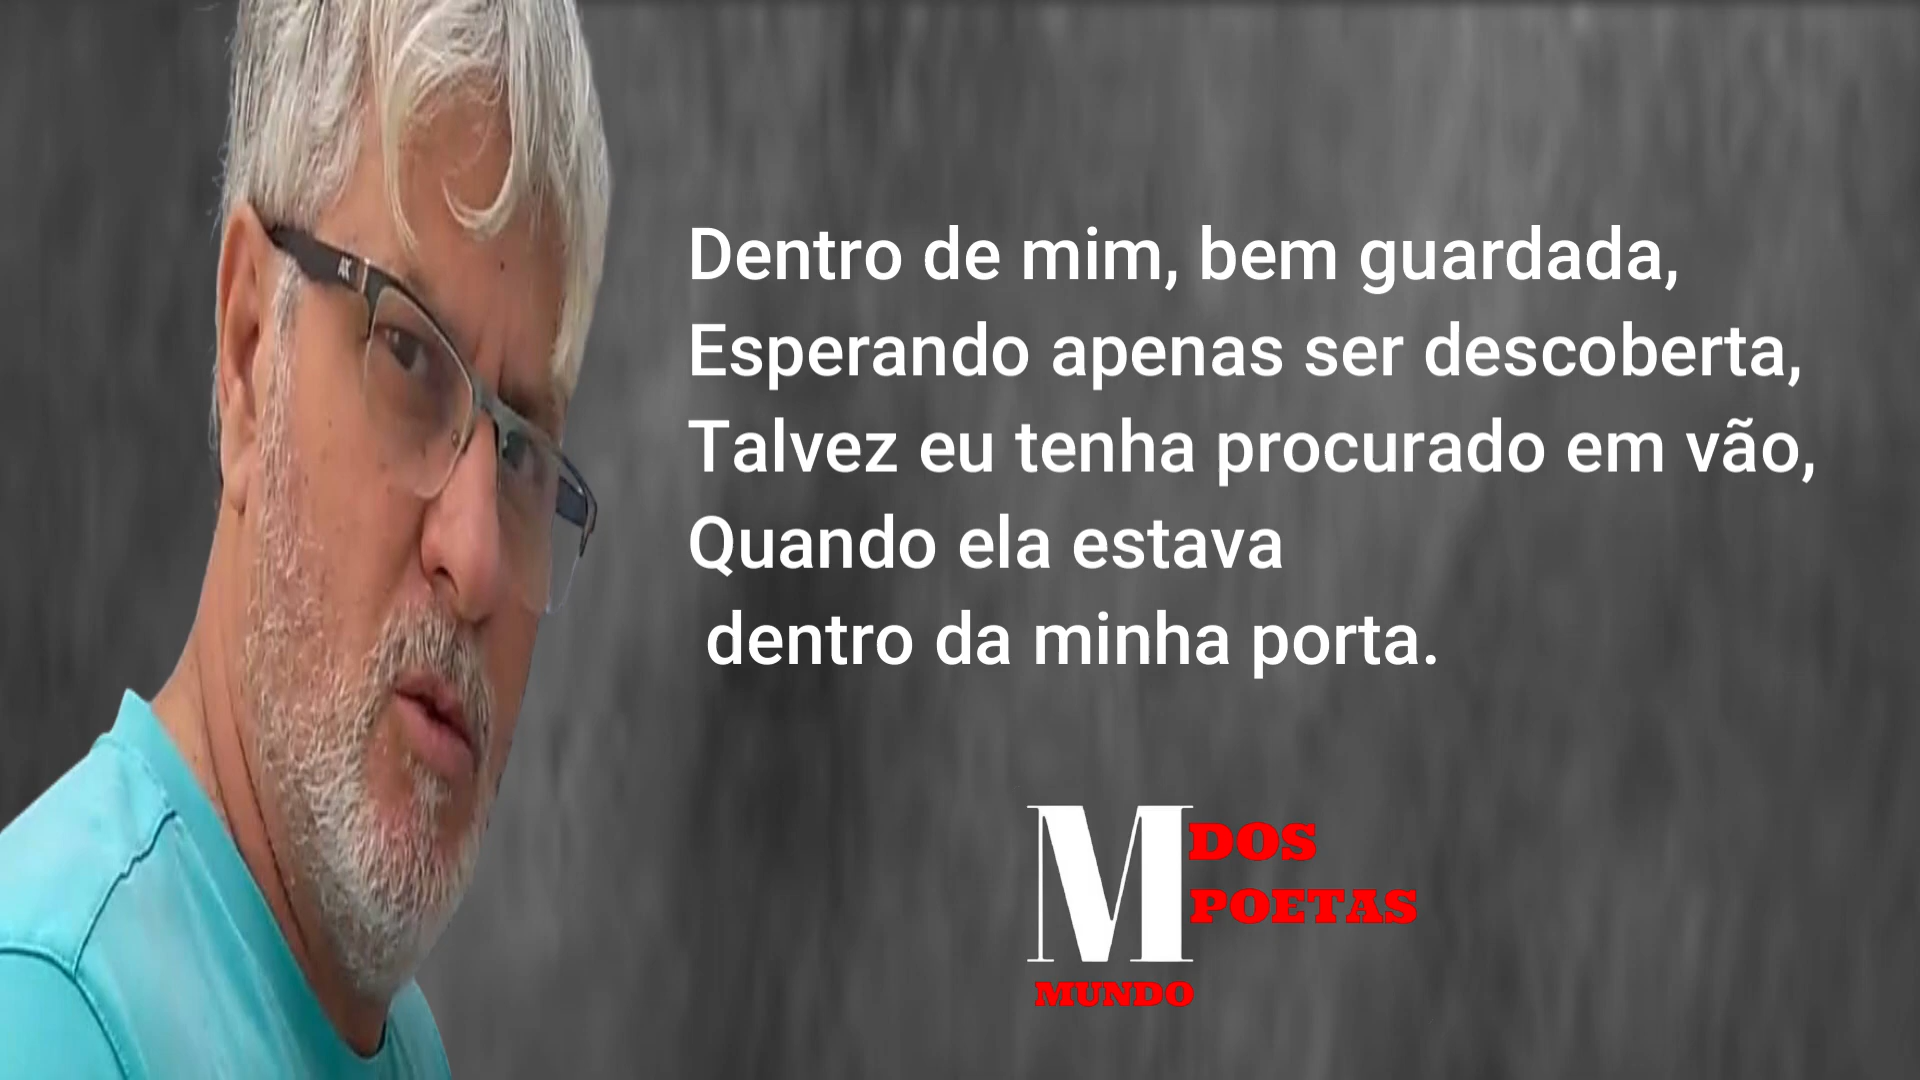 Dentro de mim, bem guardada,
Esperando apenas ser descoberta,
Talvez eu tenha procurado em vão,
Quando ela estava
dentro da minha porta.
M DOS
POETAS
MUNDO